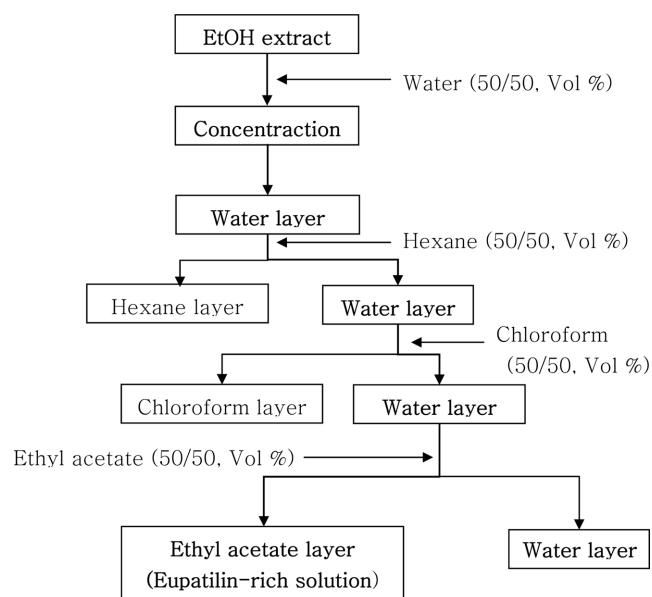 EtOH extract
Water (50/50, Vol %)
Concentraction
Water layer
Hexane (50/50, Vol %)
Hexane layer
Water layer
Chloroform
(50/50, Vol %)
Chloroform layer
Water layer
Ethyl acetate (50/50, Vol %)
Ethyl acetate layer
(Eupatilin-rich solution)
Water layer